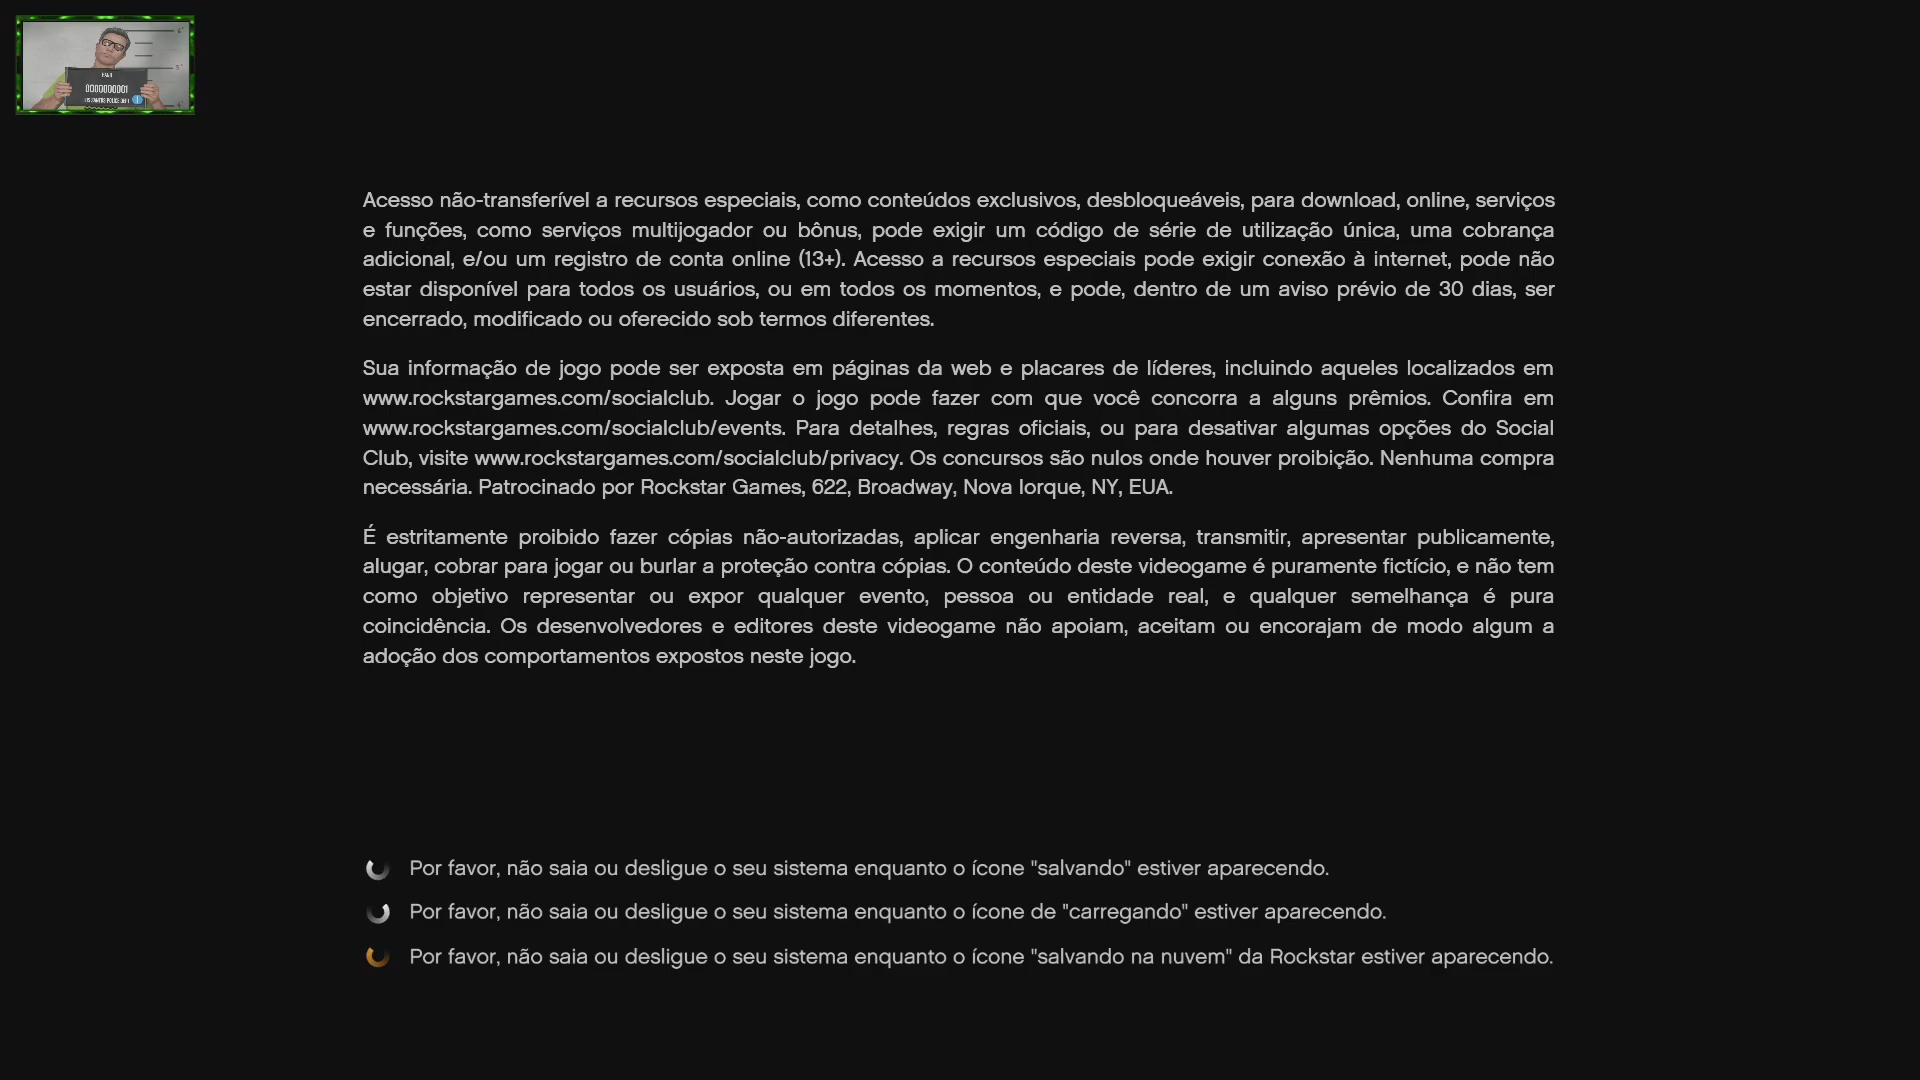 0000000001
LOS SANTOS POLICE DEPT
Acesso não-transferível a recursos especiais, como conteúdos exclusivos, desbloqueáveis, para download, online, serviços
e funções, como serviços multijogador ou bônus, pode exigir um código de série de utilização única, uma cobrança
adicional, e/ou um registro de conta online (13+). Acesso a recursos especiais pode exigir conexão à internet, pode não
estar disponível para todos os usuários, ou em todos os momentos, e pode, dentro de um aviso prévio de 30 dias, ser
encerrado, modificado ou oferecido sob termos diferentes.
Sua informação de jogo pode ser exposta em páginas da web e placares de líderes, incluindo aqueles localizados em
www.rockstargames.com/socialclub. Jogar o jogo pode fazer com que você concorra a alguns prêmios. Confira em
www.rockstargames.com/socialclub/events. Para detalhes, regras oficiais, ou para desativar algumas opções do Social
Club, visite www.rockstargames.com/socialclub/privacy. Os concursos são nulos onde houver proibição. Nenhuma compra
necessária. Patrocinado por Rockstar Games, 622, Broadway, Nova Iorque, NY, EUA.
É estritamente proibido fazer cópias não-autorizadas, aplicar engenharia reversa, transmitir, apresentar publicamente,
alugar, cobrar para jogar ou burlar a proteção contra cópias. O conteúdo deste videogame é puramente fictício, e não tem
como objetivo representar ou expor qualquer evento, pessoa ou entidade real, e qualquer semelhança é pura
coincidência. Os desenvolvedores e editores deste videogame não apoiam, aceitam ou encorajam de modo algum a
adoção dos comportamentos expostos neste jogo.
Por favor, não saia ou desligue o seu sistema enquanto o ícone "salvando" estiver aparecendo.
Por favor, não saia ou desligue o seu sistema enquanto o ícone de "carregando" estiver aparecendo.
Por favor, não saia ou desligue o seu sistema enquanto o ícone "salvando na nuvem" da Rockstar estiver aparecendo.